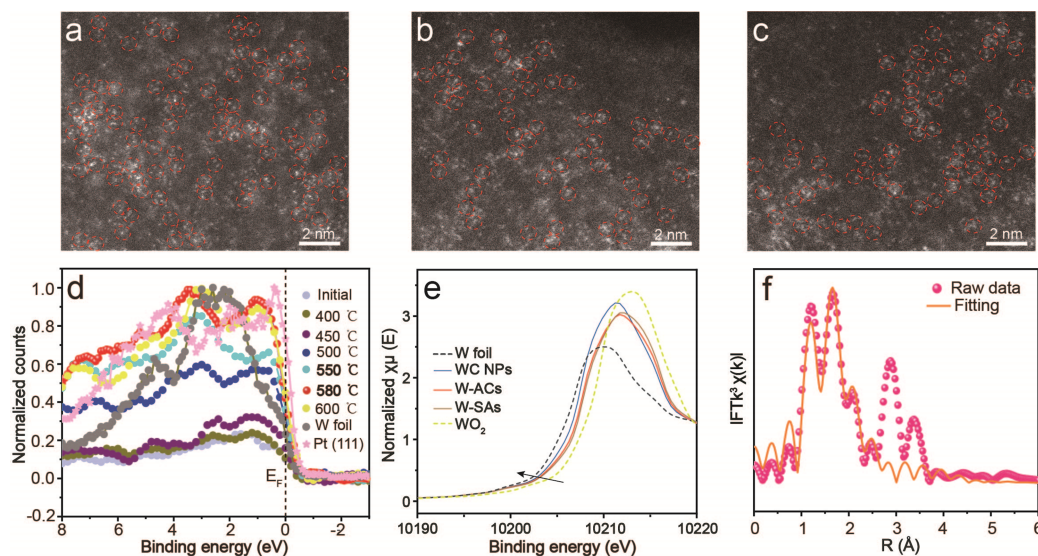 a
2 nm
b
2 nm
c
2 nm
d
Normalized counts
1.0
0.8
0.6
0.4
0.2
0.0
-0.2
8
6
4
2
0
-2
Binding energy (eV)
E_F
Initial
400 ℃
450 ℃
500 ℃
550 ℃
580 ℃
600 ℃
W foil
Pt (111)
e
Normalized χμ (E)
3
2
1
0
10190
10200
10210
10220
Binding energy (eV)
W foil
WC NPs
W-ACs
W-SAs
WO₂
f
IFTk³ χ(k)I
0
1
2
3
4
5
6
R (Å)
Raw data
Fitting